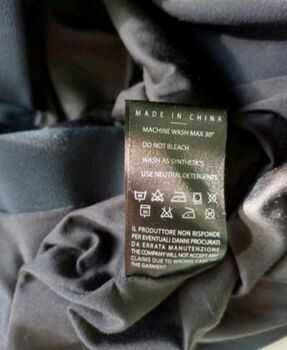 MADE IN CHINA
MACHINE WASH MAX 30°
DO NOT BLEACH
WASH AS SYNTHETICS
USE NEUTRAL DETERGENTS
IL PRODUTTORE NON RISPONDE
PER EVENTUALI DANNI PROCURATI
DA ERRATA MANUTENZIONE
THE COMPANY WILL NOT TAKE ANY
CLAIMS DUE TO WRONG CARE OF
THE GARMENT